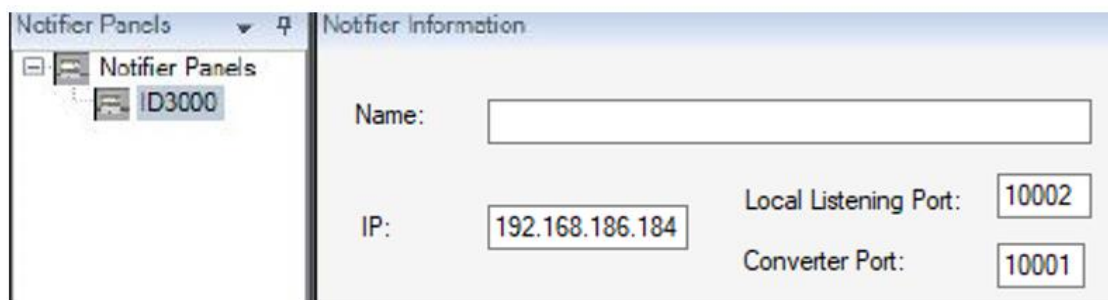 Notifier Panels
Notifier Panels
ID3000
Notifier Information
Name:
IP:
192.168.186.184
Local Listening Port:
10002
Converter Port:
10001